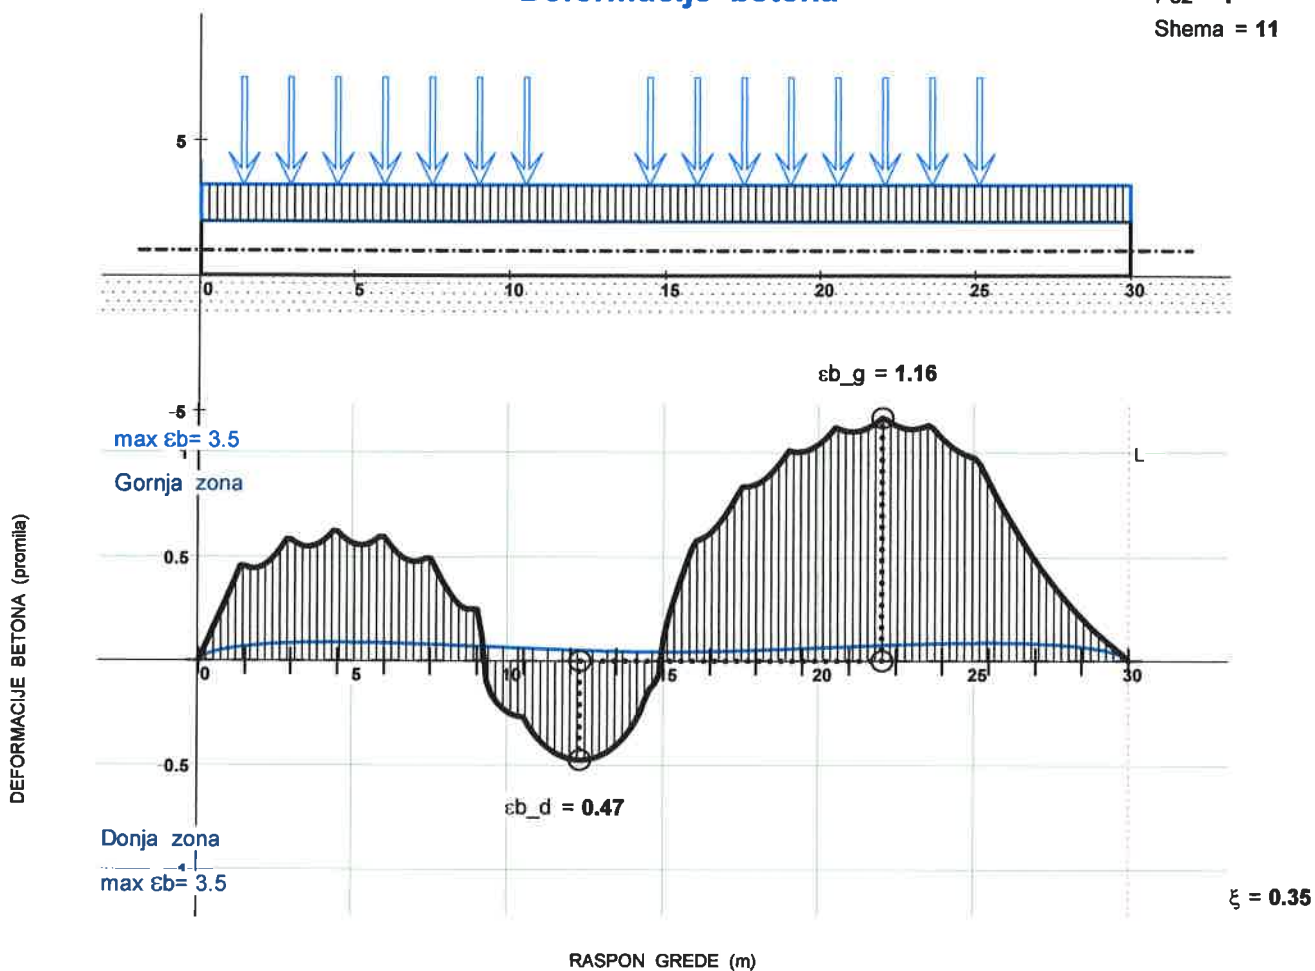 Shema = 11
5
0 5 10 15 20 25 30
εb_g = 1.16
-5
max εb= 3.5
1
L
Gornja zona
0.5
0 5 10 15 20 25 30
DEFORMACIJE BETONA (promila)
0.5
εb_d = 0.47
Donja zona
max εb= 3.5
ξ = 0.35
RASPON GREDE (m)